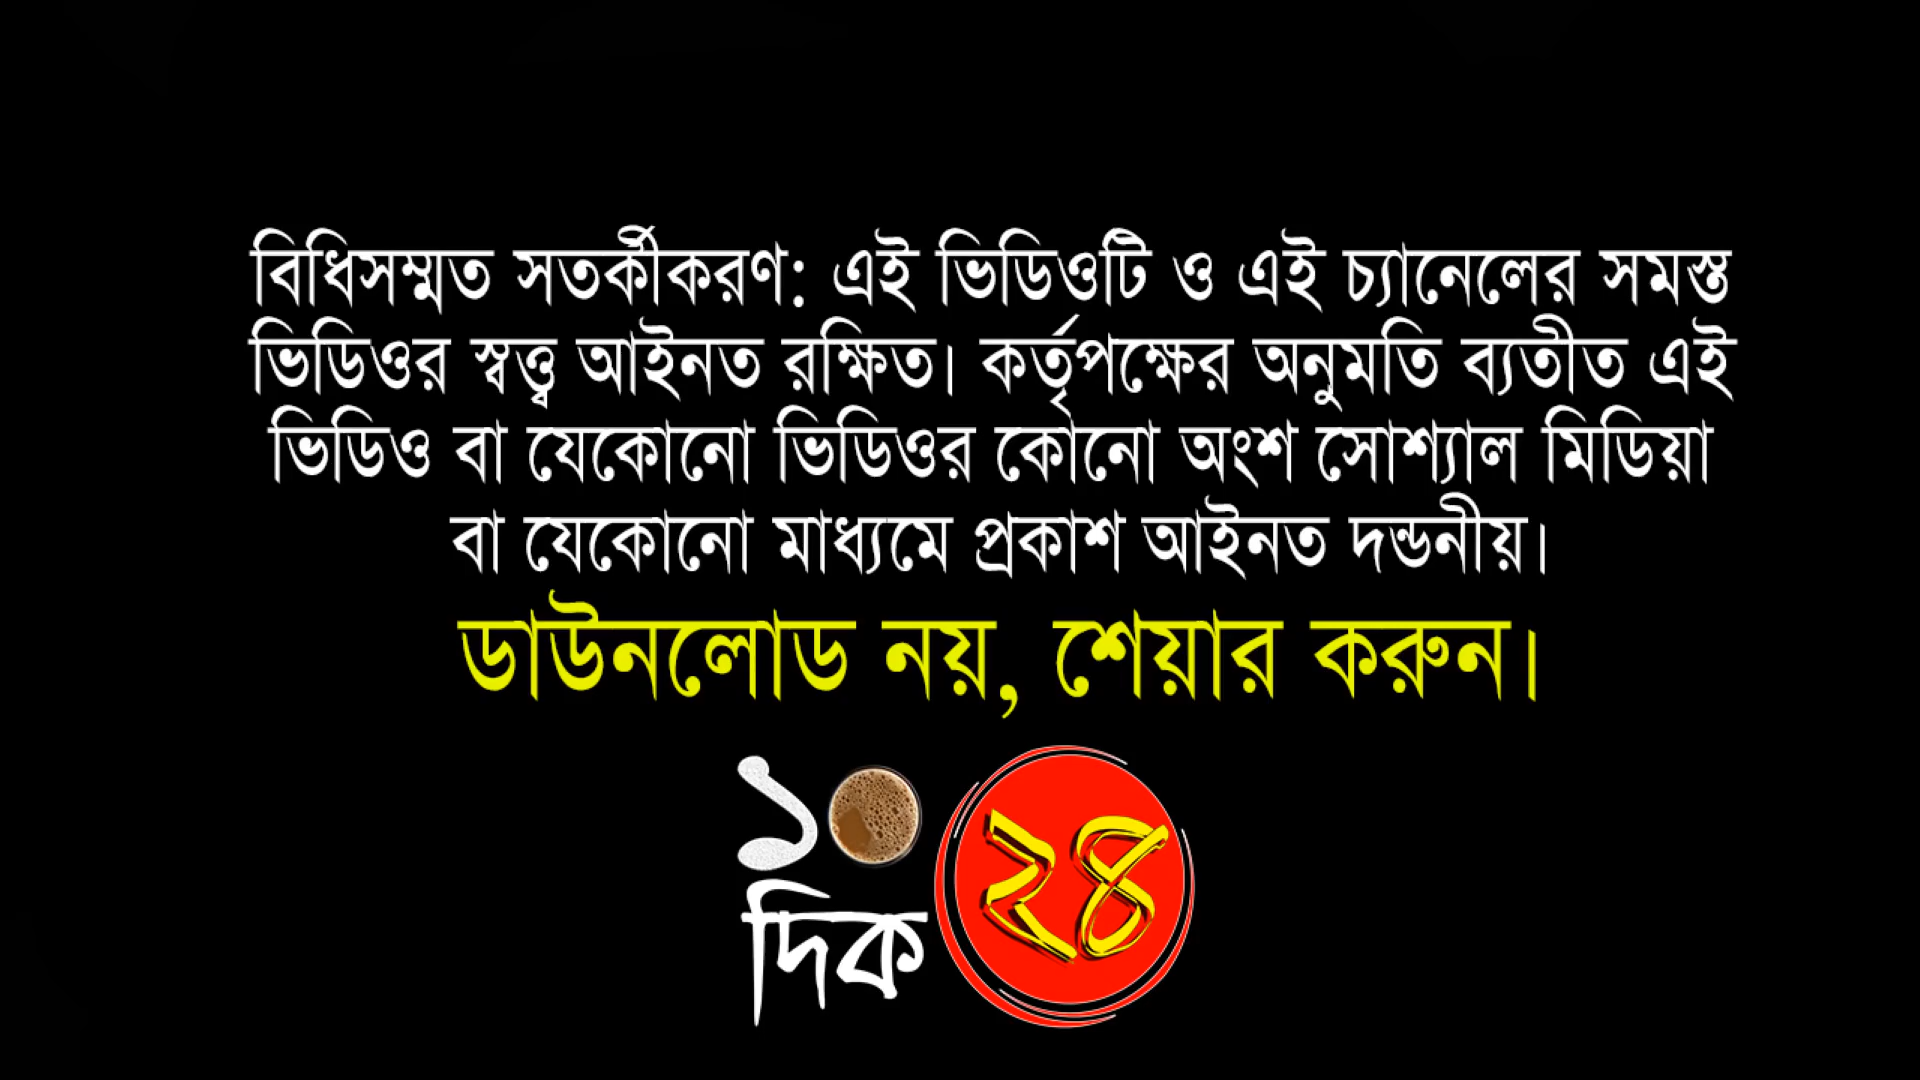 বিধিসম্মত সতর্কীকরণ: এই ভিডিওটি ও এই চ্যানেলের সমস্ত
ভিডিওর স্বত্ত্ব আইনত রক্ষিত। কর্তৃপক্ষের অনুমতি ব্যতীত এই
ভিডিও বা যেকোনো ভিডিওর কোনো অংশ সোশ্যাল মিডিয়া
বা যেকোনো মাধ্যমে প্রকাশ আইনত দন্ডনীয়।
ডাউনলোড নয়, শেয়ার করুন।
১০
দিক
২৪